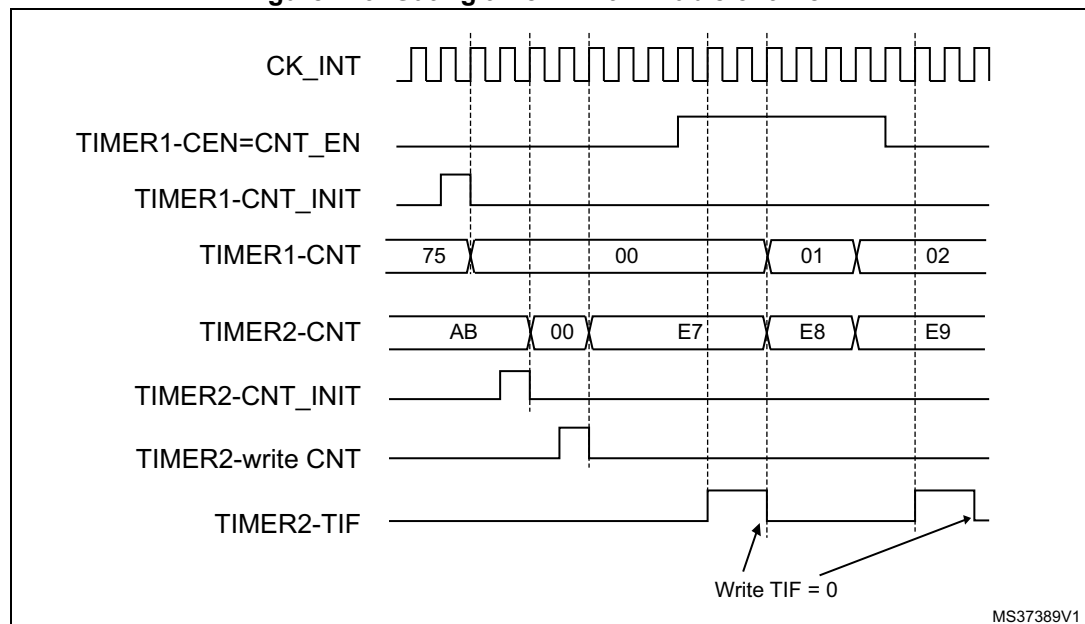 CK_INT
TIMER1-CEN=CNT_EN
TIMER1-CNT_INIT
TIMER1-CNT 75 00 01 02
TIMER2-CNT AB 00 E7 E8 E9
TIMER2-CNT_INIT
TIMER2-write CNT
TIMER2-TIF
Write TIF = 0
MS37389V1